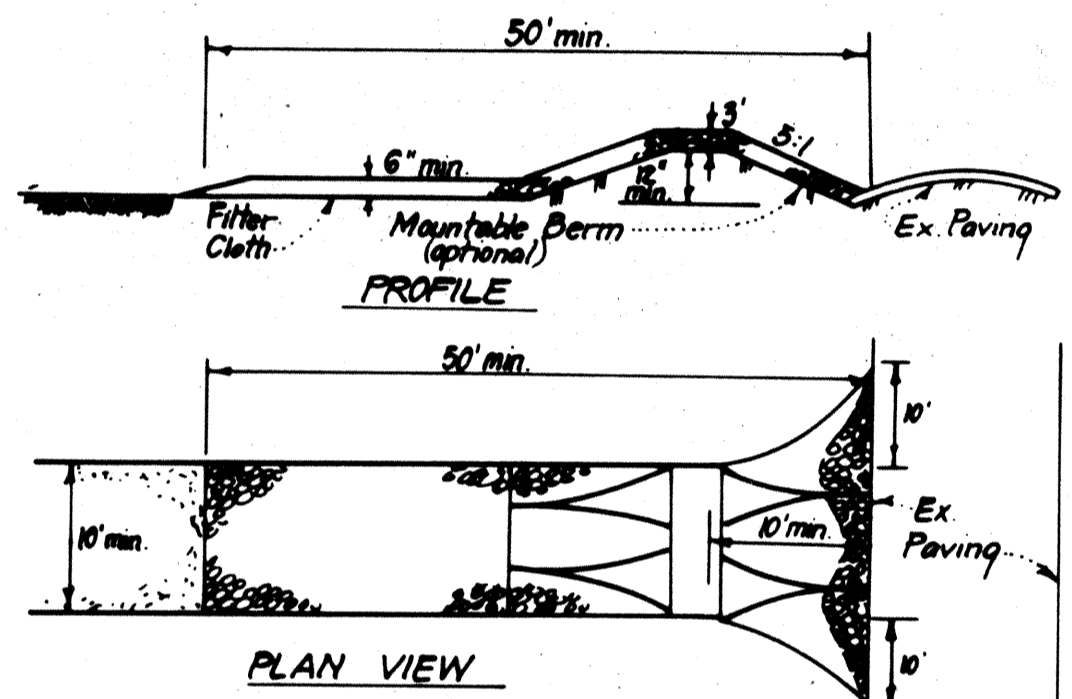 50' min.
3'
5:1
6" min.
12"
min.
Filter
Cloth
Mountable Berm
(optional)
Ex. Paving
PROFILE
50' min.
10'
10' min.
10' min.
Ex.
Paving
10'
PLAN VIEW